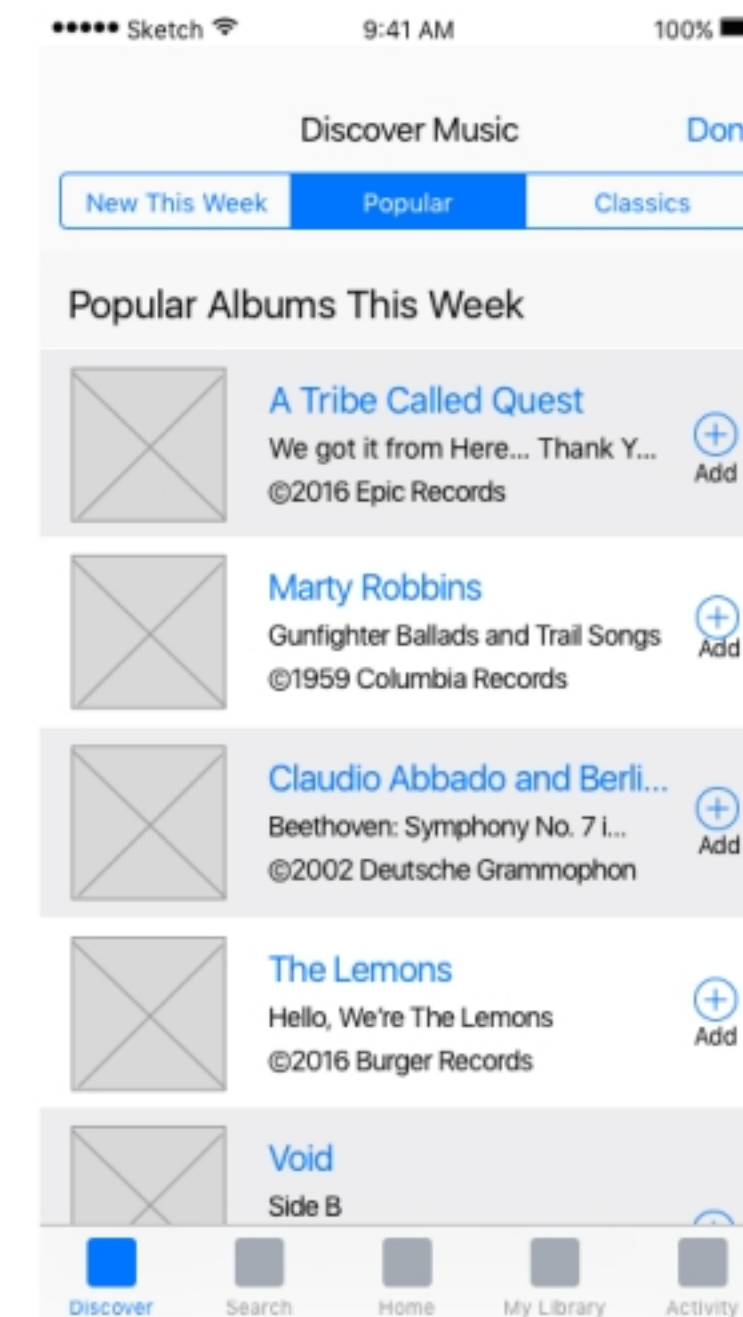 Sketch 9:41 AM 100%
Discover Music Don
New This Week Popular Classics
Popular Albums This Week
A Tribe Called Quest
We got it from Here... Thank Y...
©2016 Epic Records
Add
Marty Robbins
Gunfighter Ballads and Trail Songs
©1959 Columbia Records
Add
Claudio Abbado and Berli...
Beethoven: Symphony No. 7 i...
©2002 Deutsche Grammophon
Add
The Lemons
Hello, We're The Lemons
©2016 Burger Records
Add
Void
Side B
Discover Search Home My Library Activity